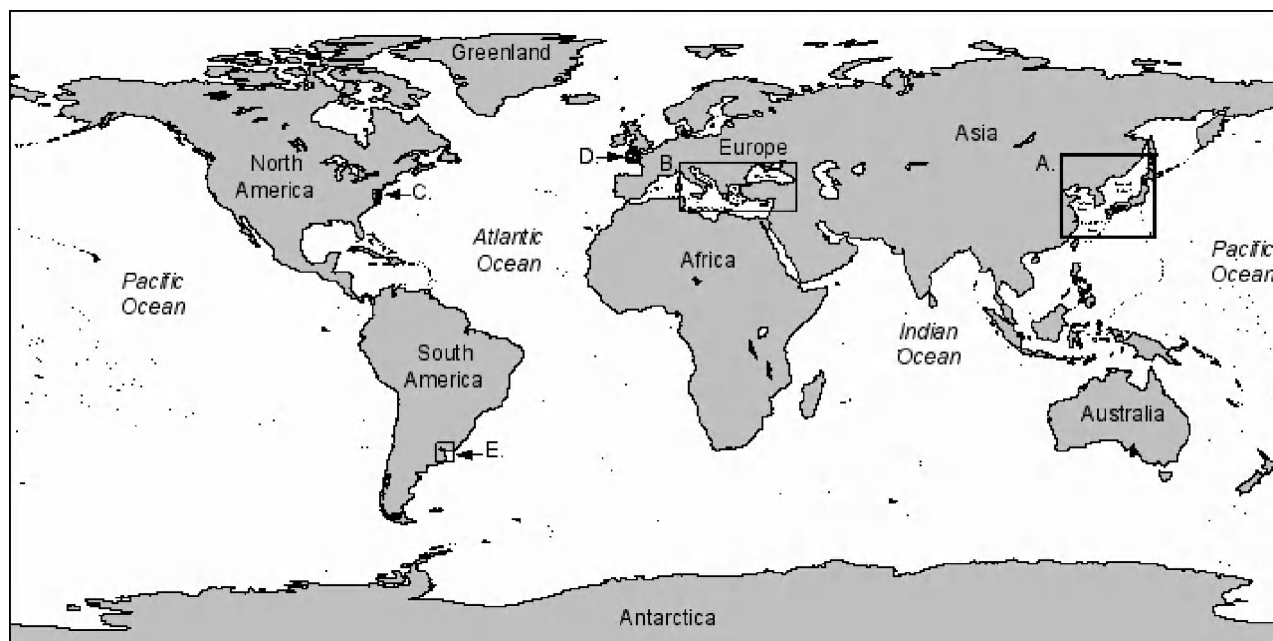 Greenland
North
America
C.
D.
Europe
B.
Asia
A.
Atlantic
Ocean
Africa
Pacific
Ocean
Pacific
Ocean
Indian
Ocean
South
America
E.
Australia
Antarctica